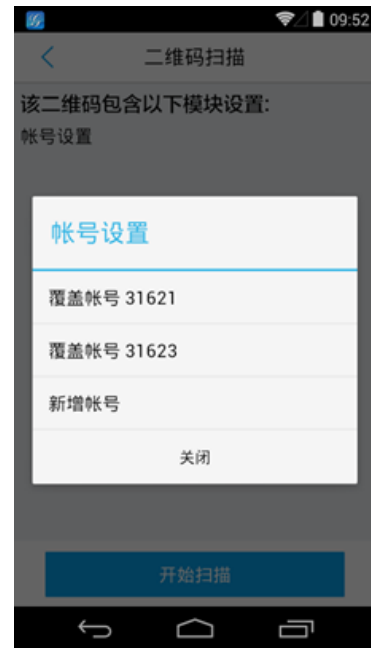 09:52
二维码扫描
该二维码包含以下模块设置:
帐号设置
帐号设置
覆盖帐号 31621
覆盖帐号 31623
新增帐号
关闭
开始扫描